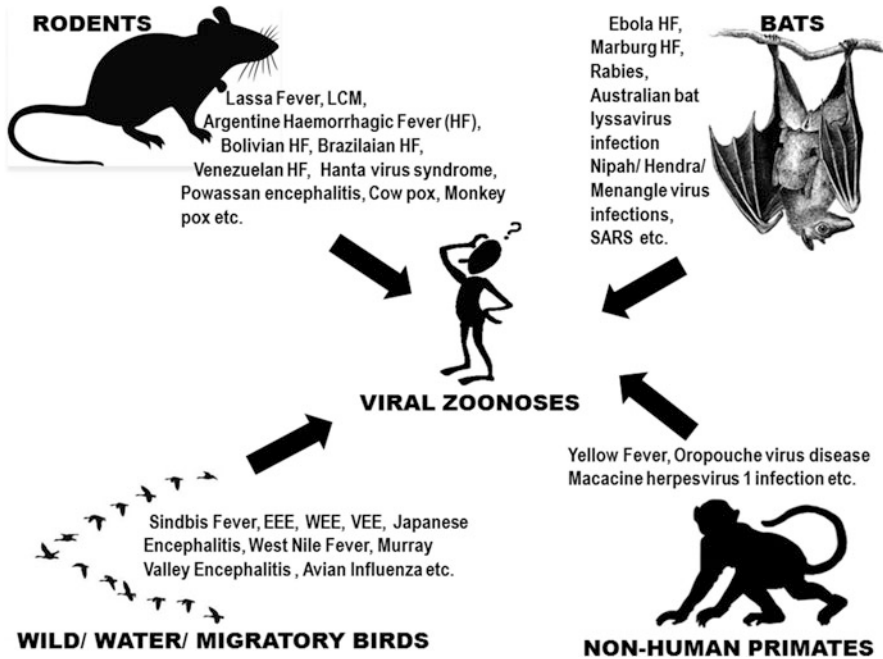 RODENTS
Lassa Fever, LCM,
Argentine Haemorrhagic Fever (HF),
Bolivian HF, Brazilaian HF,
Venezuelan HF, Hanta virus syndrome,
Powassan encephalitis, Cow pox, Monkey
pox etc.
BATS
Ebola HF,
Marburg HF,
Rabies,
Australian bat
lyssavirus
infection
Nipah/ Hendra/
Menangle virus
infections,
SARS etc.
?
VIRAL ZOONOSES
Sindbis Fever, EEE, WEE, VEE, Japanese
Encephalitis, West Nile Fever, Murray
Valley Encephalitis , Avian Influenza etc.
WILD/ WATER/ MIGRATORY BIRDS
Yellow Fever, Oropouche virus disease
Macacine herpesvirus 1 infection etc.
NON-HUMAN PRIMATES